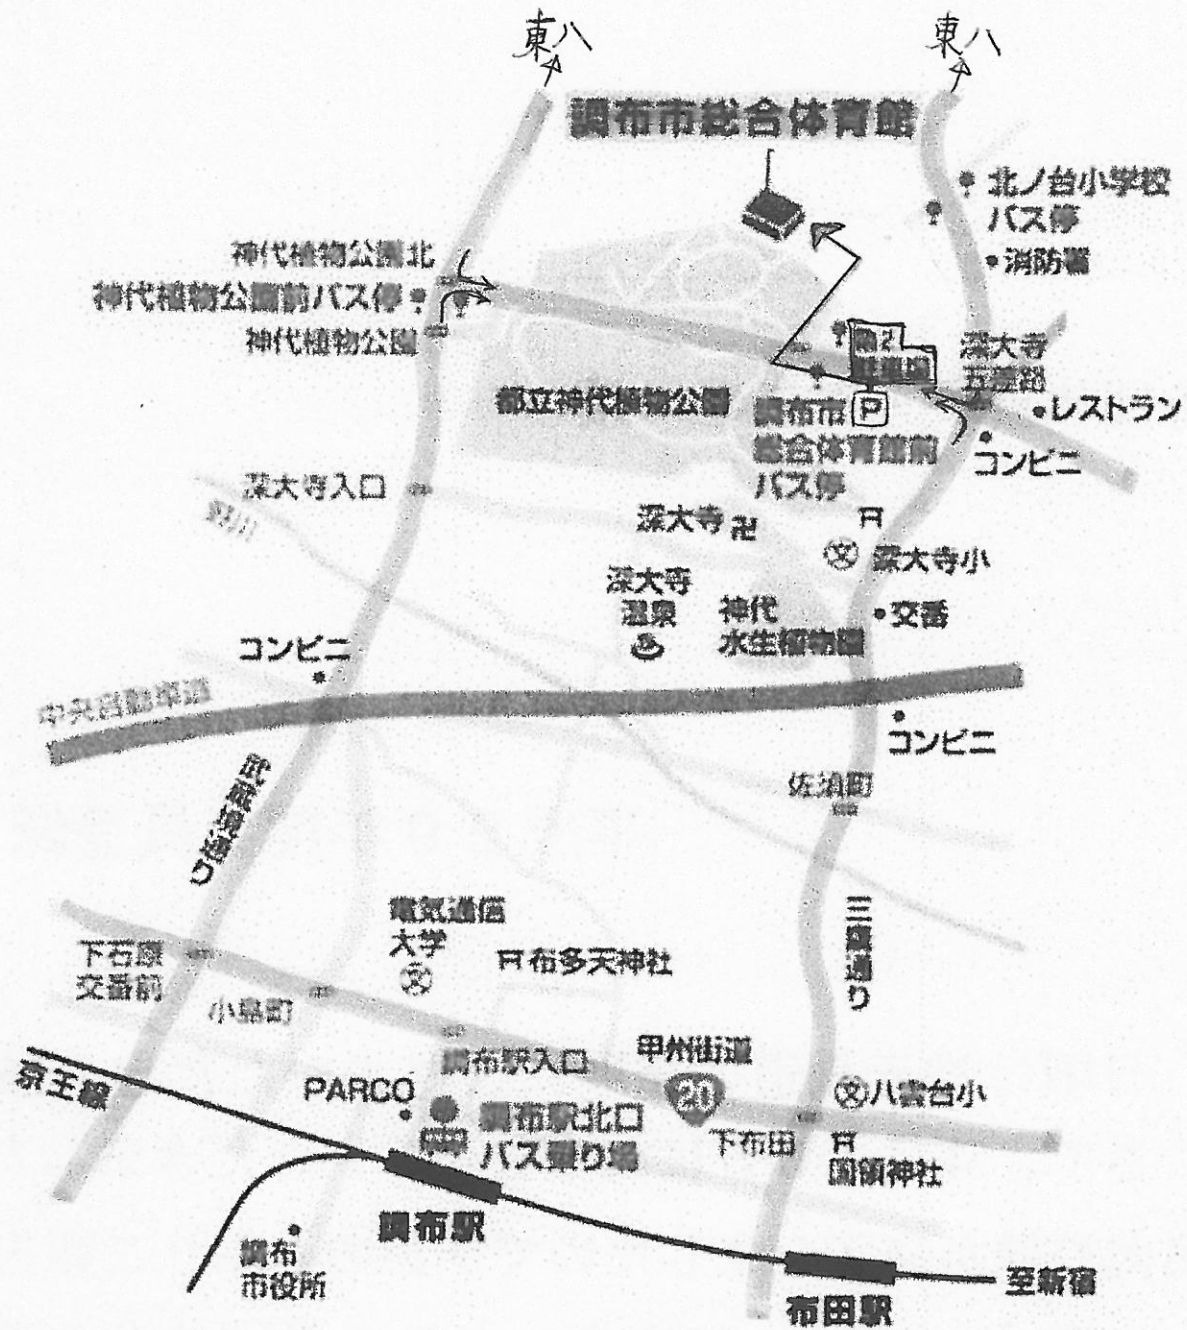 東八
東八
調布市総合体育館
北ノ台小学校
バス停
消防署
神代植物公園北
神代植物公園前バス停
神代植物公園
第2
駐車場
深大寺
五差路
都立神代植物公園
調布市
総合体育館前
バス停
P
レストラン
コンビニ
深大寺入口
野川
深大寺
文
深大寺小
深大寺
温泉
神代
水生植物園
交番
コンビニ
中央自動車道
コンビニ
武蔵境通り
佐須町
三鷹通り
電気通信
大学
文
布多天神社
下石原
交番前
小島町
調布駅入口
甲州街道
20
京王線
PARCO
調布駅北口
バス乗り場
下布田
文八雲台小
国領神社
調布駅
調布
市役所
布田駅
至新宿